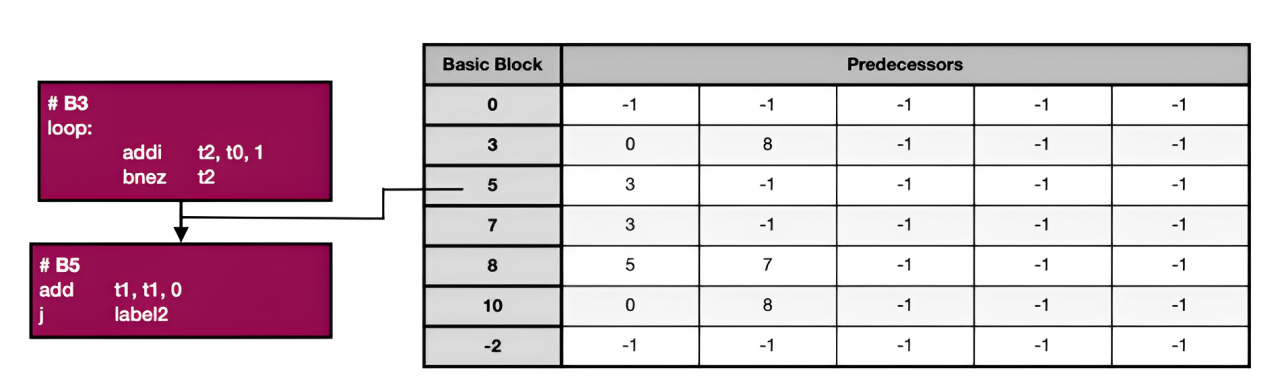 # B3
loop:
addi t2, t0, 1
bnez t2
# B5
add t1, t1, 0
j label2
Basic Block Predecessors
0 -1 -1 -1 -1 -1
3 0 8 -1 -1 -1
5 3 -1 -1 -1 -1
7 3 -1 -1 -1 -1
8 5 7 -1 -1 -1
10 0 8 -1 -1 -1
-2 -1 -1 -1 -1 -1